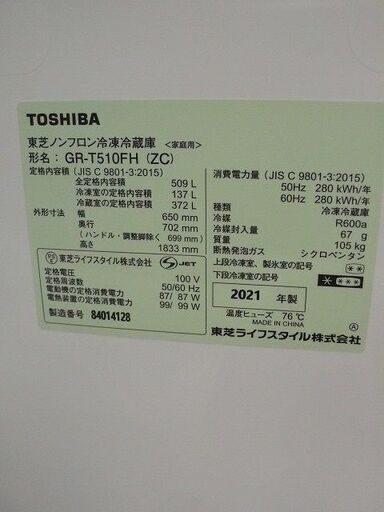 TOSHIBA
東芝ノンフロン冷凍冷蔵庫 <家庭用>
形名: GR-T510FH (ZC)
定格内容積 (JIS C 9801-3:2015)
全定格内容積 509 L
冷凍室の定格内容積 137 L
冷蔵室の定格内容積 372 L
外形寸法 幅 650 mm
奥行 702 mm
(ハンドル・調整脚除く 699 mm)
高さ 1833 mm
PSE 東芝ライフスタイル株式会社 S JET
定格電圧 100 V
定格周波数 50/60 Hz
電動機の定格消費電力 87/ 87 W
電熱装置の定格消費電力 99/ 99 W
製造番号 84014128
消費電力量 (JIS C 9801-3:2015)
50Hz 280 kWh/年
60Hz 280 kWh/年
種類 冷凍冷蔵庫
冷媒 R600a
冷媒封入量 67 g
質量 105 kg
断熱発泡ガス シクロペンタン
上段冷凍室、製氷室の記号 **
下段冷凍室の記号 ****
2021 年製
温度ヒューズ 76℃
MADE IN CHINA
A
東芝ライフスタイル株式会社